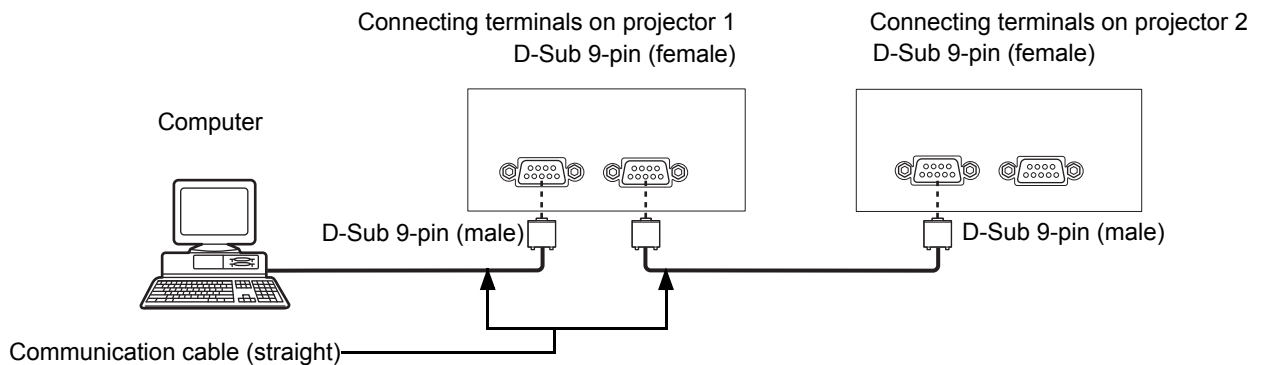 Connecting terminals on projector 1
D-Sub 9-pin (female)
Connecting terminals on projector 2
D-Sub 9-pin (female)
Computer
D-Sub 9-pin (male)
D-Sub 9-pin (male)
Communication cable (straight)